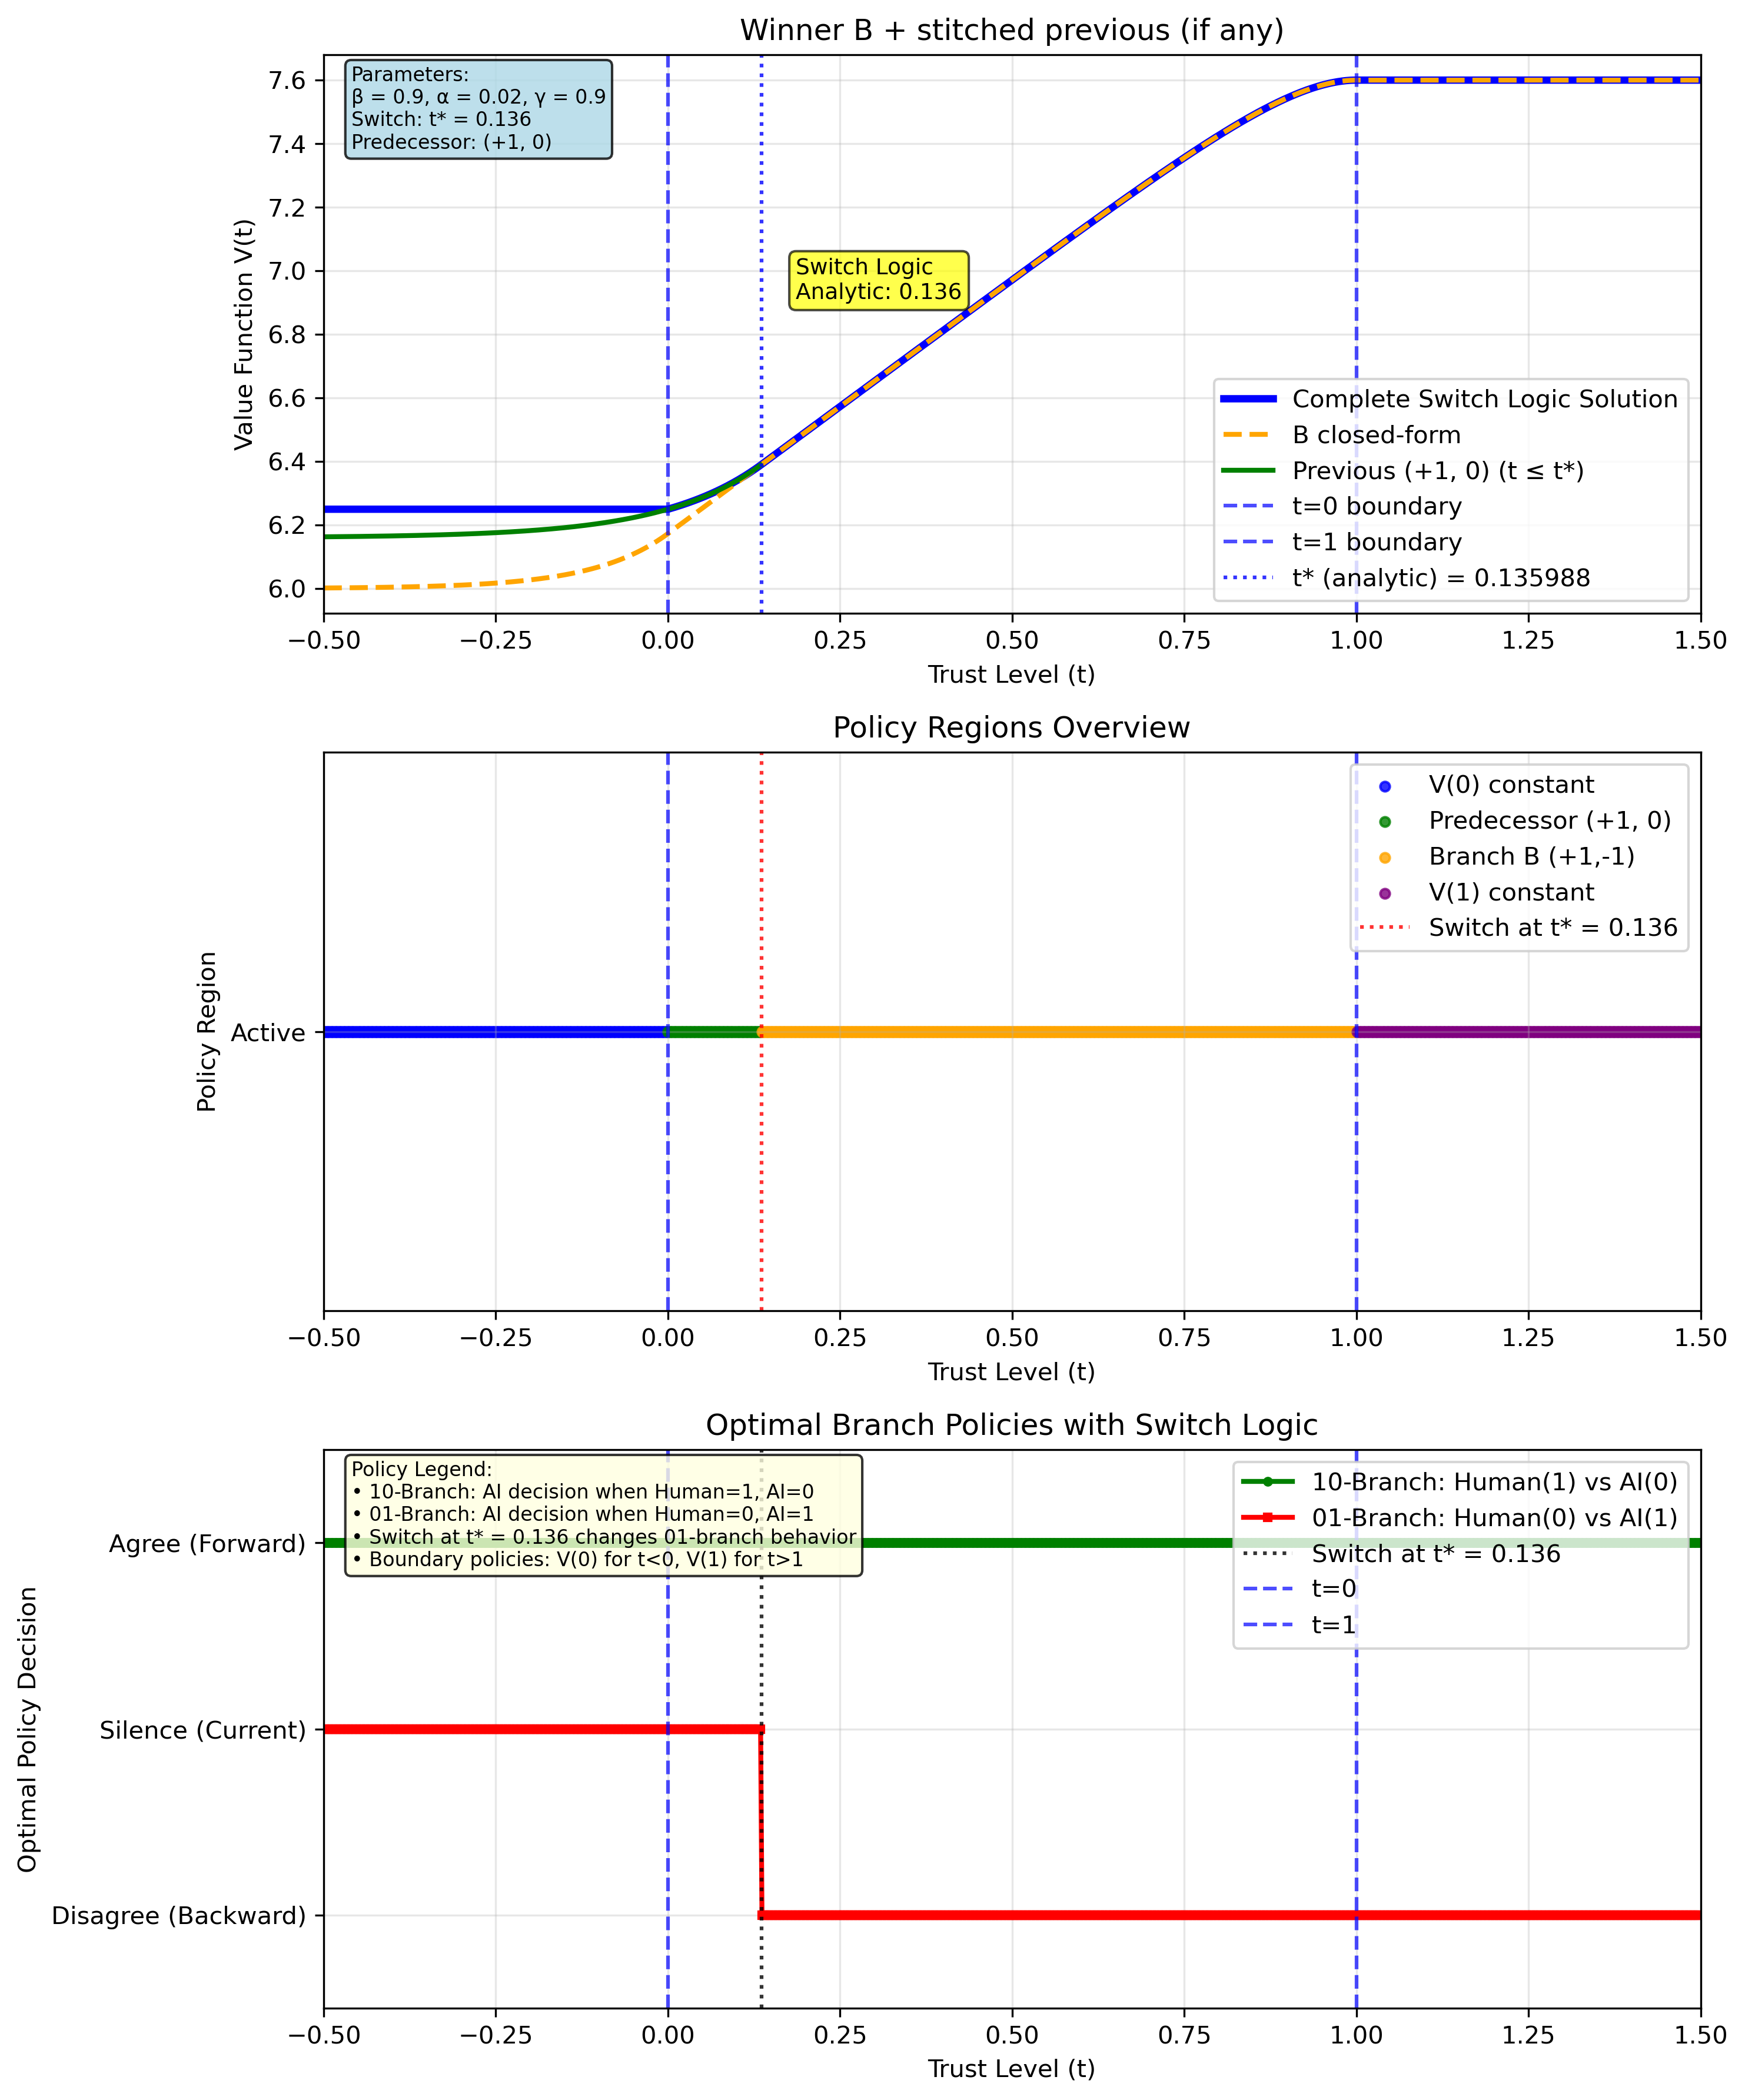 Winner B + stitched previous (if any)
Parameters:
β = 0.9, α = 0.02, γ = 0.9
Switch: t* = 0.136
Predecessor: (+1, 0)
Switch Logic
Analytic: 0.136
Value Function V(t)
7.6
7.4
7.2
7.0
6.8
6.6
6.4
6.2
6.0
Complete Switch Logic Solution
B closed-form
Previous (+1, 0) (t ≤ t*)
t=0 boundary
t=1 boundary
t* (analytic) = 0.135988
−0.50 −0.25 0.00 0.25 0.50 0.75 1.00 1.25 1.50
Trust Level (t)
Policy Regions Overview
V(0) constant
Predecessor (+1, 0)
Branch B (+1,-1)
V(1) constant
Switch at t* = 0.136
Policy Region
Active
−0.50 −0.25 0.00 0.25 0.50 0.75 1.00 1.25 1.50
Trust Level (t)
Optimal Branch Policies with Switch Logic
Policy Legend:
• 10-Branch: AI decision when Human=1, AI=0
• 01-Branch: AI decision when Human=0, AI=1
• Switch at t* = 0.136 changes 01-branch behavior
• Boundary policies: V(0) for t<0, V(1) for t>1
10-Branch: Human(1) vs AI(0)
01-Branch: Human(0) vs AI(1)
Switch at t* = 0.136
t=0
t=1
Optimal Policy Decision
Agree (Forward)
Silence (Current)
Disagree (Backward)
−0.50 −0.25 0.00 0.25 0.50 0.75 1.00 1.25 1.50
Trust Level (t)